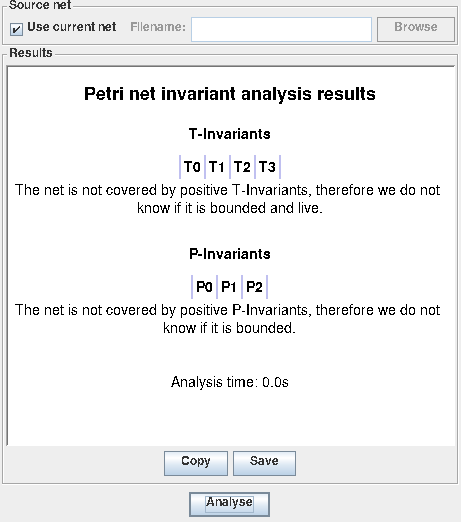 Source net
Use current net Filename: Browse
Results
Petri net invariant analysis results
T-Invariants
T0 T1 T2 T3
The net is not covered by positive T-Invariants, therefore we do not
know if it is bounded and live.
P-Invariants
P0 P1 P2
The net is not covered by positive P-Invariants, therefore we do not
know if it is bounded.
Analysis time: 0.0s
Copy Save
Analyse